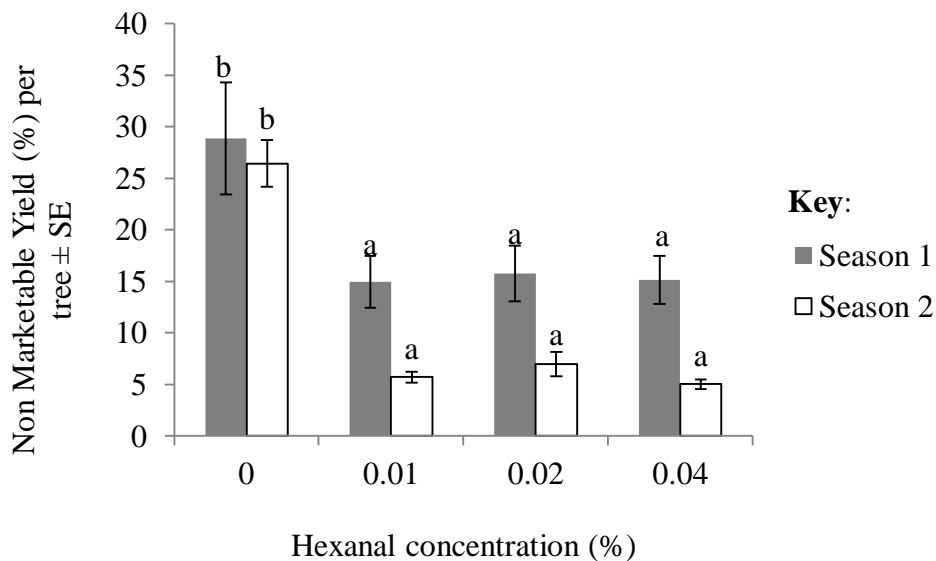 Non Marketable Yield (%) per
tree ± SE
40
35
30
25
20
15
10
5
0
b
b
a
a
a
a
a
a
0
0.01
0.02
0.04
Hexanal concentration (%)
Key:
Season 1
Season 2